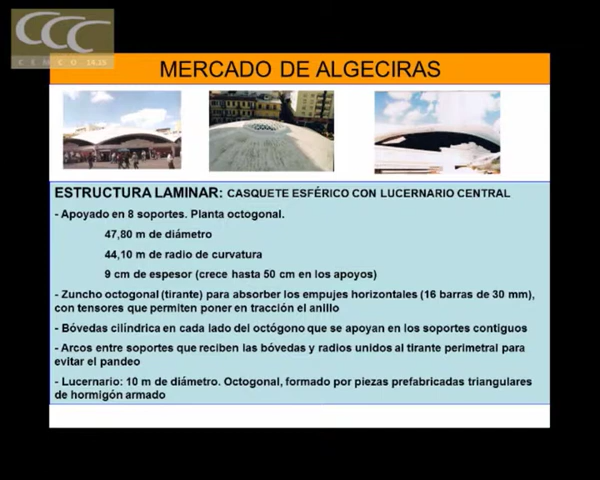 CCC
CEMCO 14.15
MERCADO DE ALGECIRAS
ESTRUCTURA LAMINAR: CASQUETE ESFÉRICO CON LUCERNARIO CENTRAL
- Apoyado en 8 soportes. Planta octogonal.
47,80 m de diámetro
44,10 m de radio de curvatura
9 cm de espesor (crece hasta 50 cm en los apoyos)
- Zuncho octogonal (tirante) para absorber los empujes horizontales (16 barras de 30 mm),
con tensores que permiten poner en tracción el anillo
- Bóvedas cilíndrica en cada lado del octógono que se apoyan en los soportes contiguos
- Arcos entre soportes que reciben las bóvedas y radios unidos al tirante perimetral para
evitar el pandeo
- Lucernario: 10 m de diámetro. Octogonal, formado por piezas prefabricadas triangulares
de hormigón armado